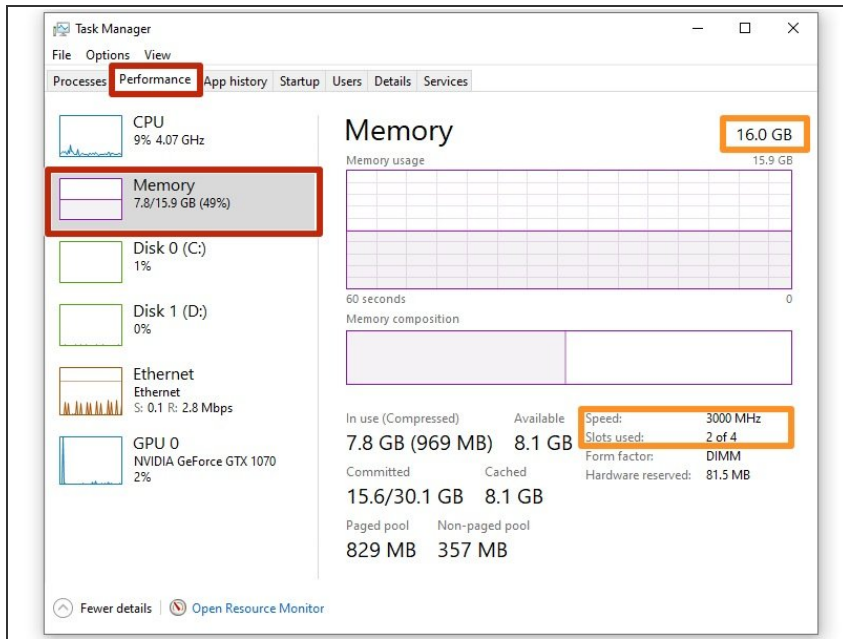 Task Manager
File Options View
Processes Performance App history Startup Users Details Services
CPU
9% 4.07 GHz
Memory
7.8/15.9 GB (49%)
Disk 0 (C:)
1%
Disk 1 (D:)
0%
Ethernet
Ethernet
S: 0.1 R: 2.8 Mbps
GPU 0
NVIDIA GeForce GTX 1070
2%
Memory 16.0 GB
Memory usage 15.9 GB
60 seconds 0
Memory composition
In use (Compressed) Available
7.8 GB (969 MB) 8.1 GB
Committed Cached
15.6/30.1 GB 8.1 GB
Paged pool Non-paged pool
829 MB 357 MB
Speed: 3000 MHz
Slots used: 2 of 4
Form factor: DIMM
Hardware reserved: 81.5 MB
Fewer details Open Resource Monitor